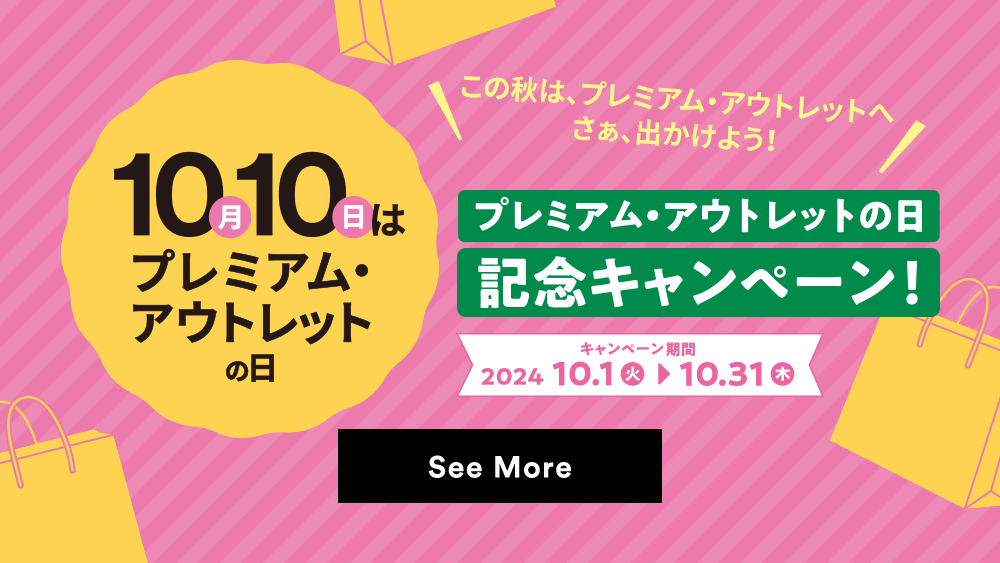 10月10日は
プレミアム・
アウトレット
の日
この秋は、プレミアム・アウトレットへ
さぁ、出かけよう!
プレミアム・アウトレットの日
記念キャンペーン!
キャンペーン期間
2024 10.1火▶10.31木
See More